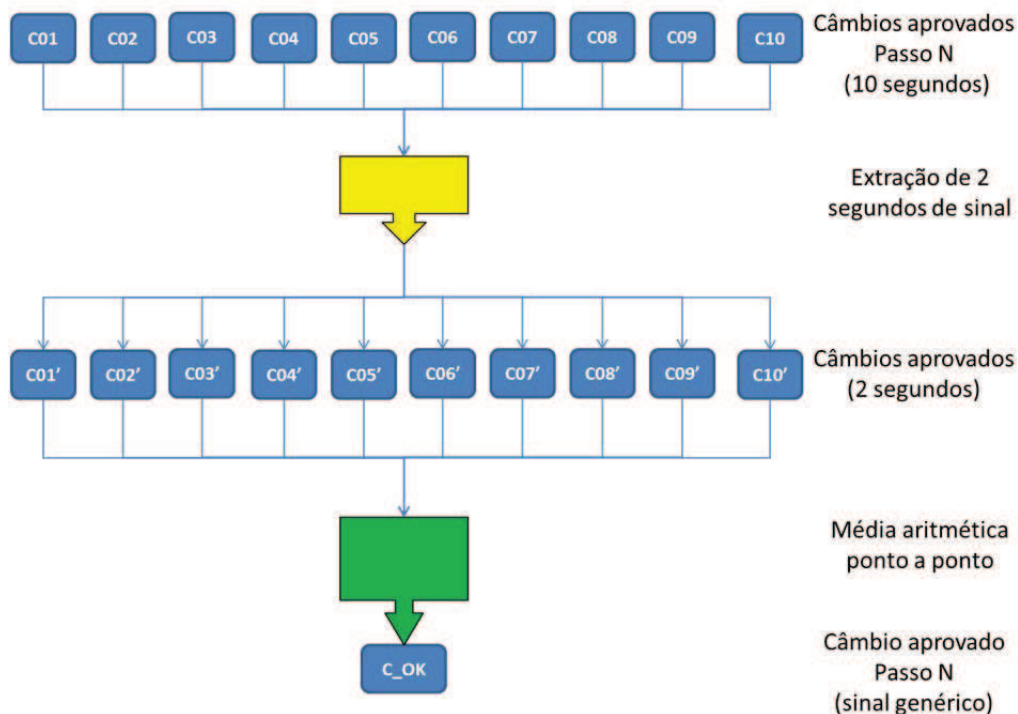 C01 C02 C03 C04 C05 C06 C07 C08 C09 C10
Câmbios aprovados
Passo N
(10 segundos)
Extração de 2
segundos de sinal
C01’ C02’ C03’ C04’ C05’ C06’ C07’ C08’ C09’ C10’
Câmbios aprovados
(2 segundos)
Média aritmética
ponto a ponto
C_OK
Câmbio aprovado
Passo N
(sinal genérico)